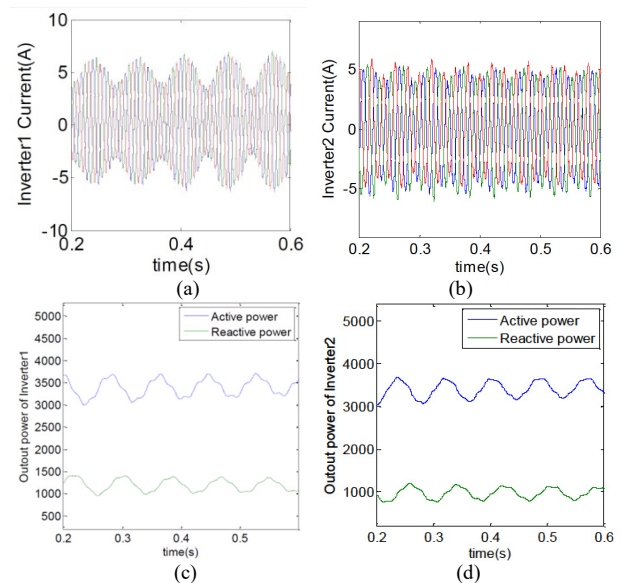 10
5
0
-5
-10
Inverter1 Current(A)
0.2
0.4
0.6
time(s)
(a)
5
0
-5
Inverter2 Current(A)
0.2
0.3
0.4
0.5
0.6
time(s)
(b)
Active power
Reactive power
5000
4500
4000
3500
3000
2500
2000
1500
1000
500
Outout power of Inverter1
0.2
0.3
0.4
0.5
time(s)
(c)
Active power
Reactive power
5000
4000
3000
2000
1000
Outout power of Inverter2
0.2
0.3
0.4
0.5
0.6
time(s)
(d)